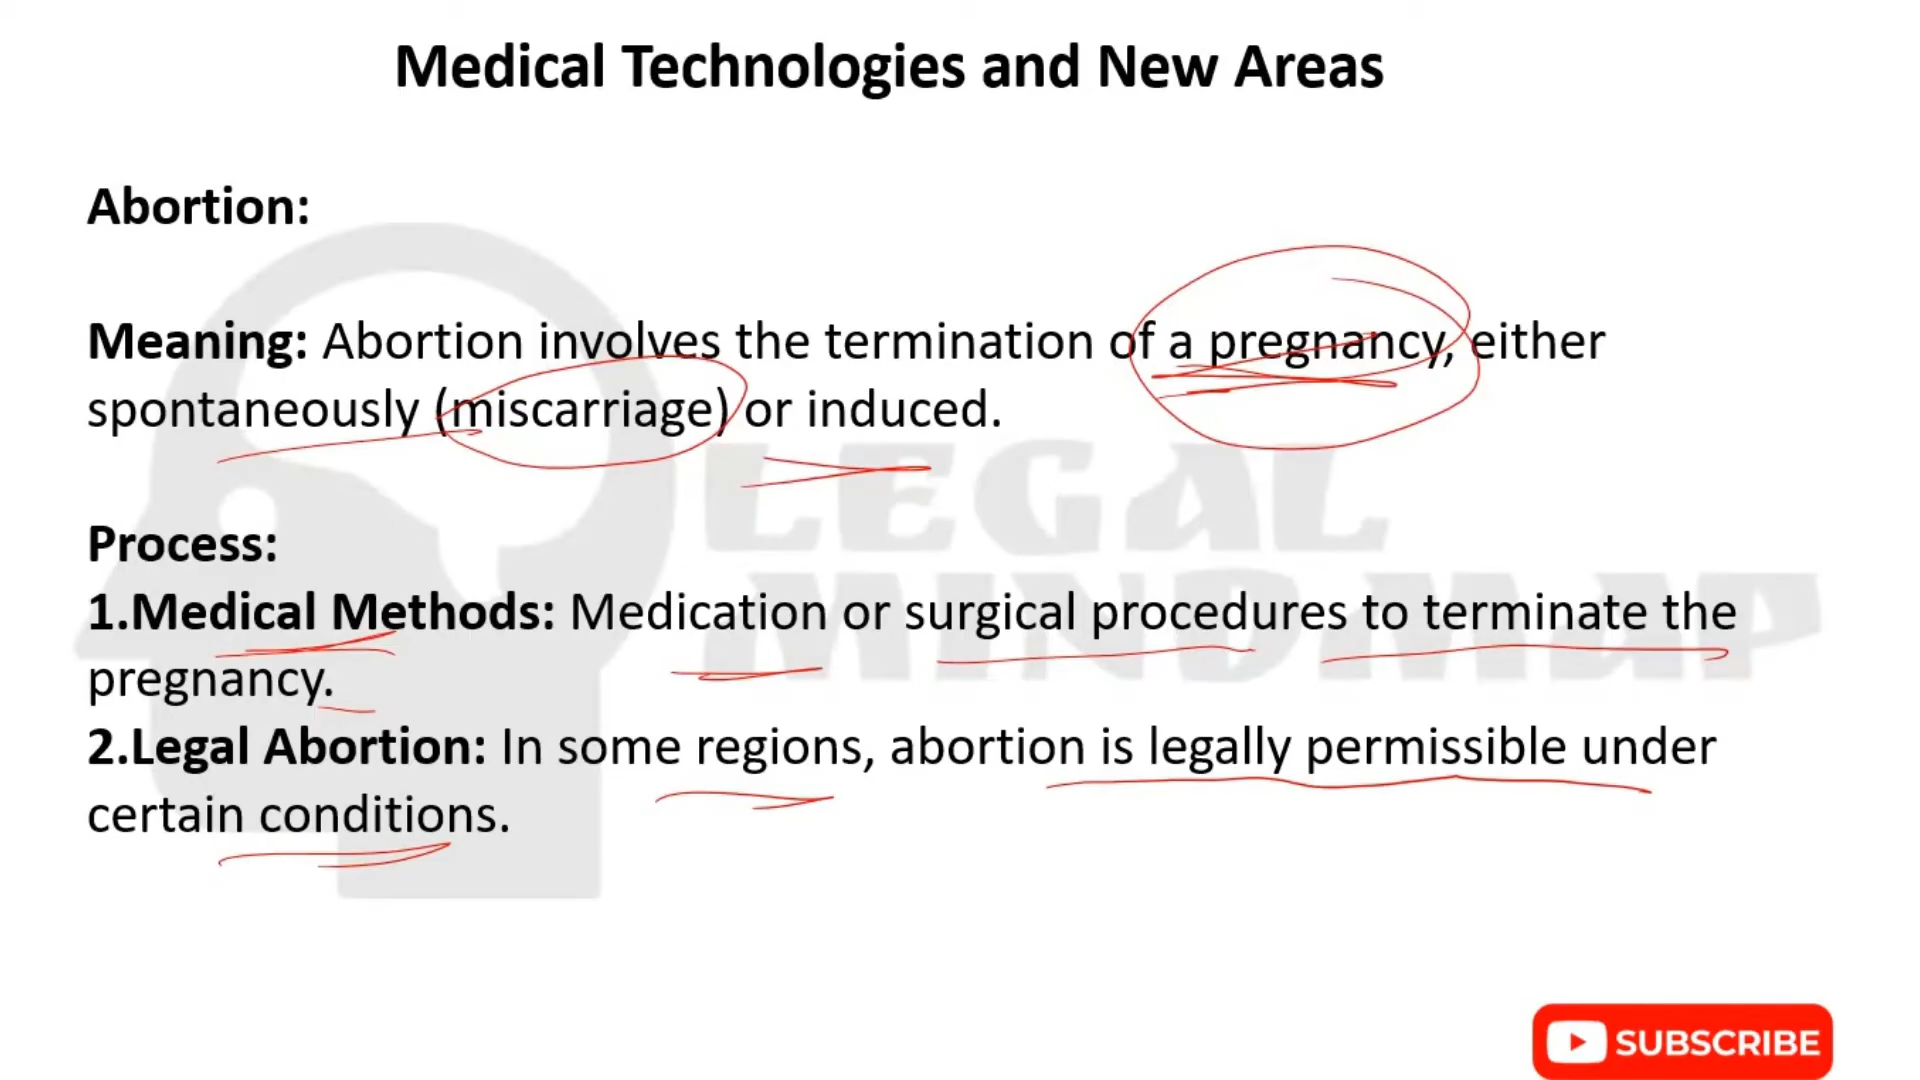 Medical Technologies and New Areas
Abortion:
Meaning: Abortion involves the termination of a pregnancy, either
spontaneously (miscarriage) or induced.
Process:
1.Medical Methods: Medication or surgical procedures to terminate the
pregnancy.
2.Legal Abortion: In some regions, abortion is legally permissible under
certain conditions.
LEGAL
MINDMAP
SUBSCRIBE